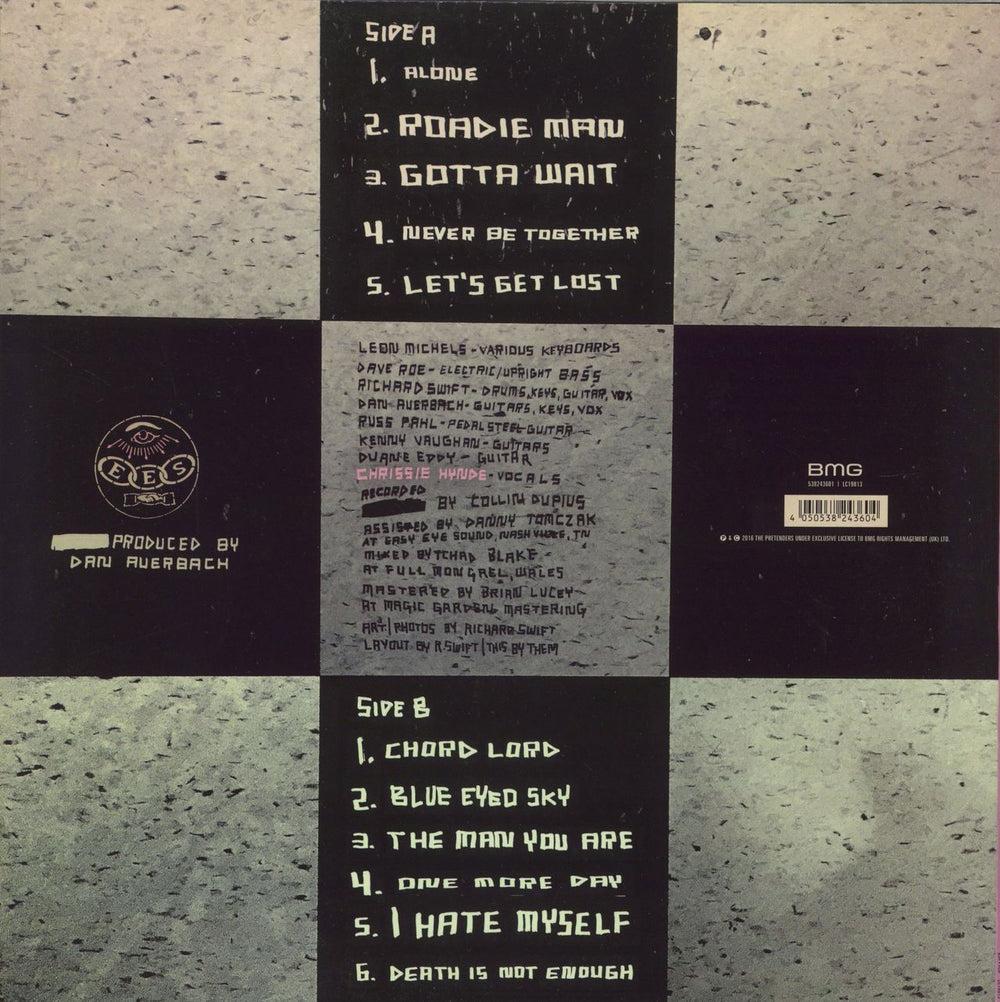 SIDE A
1. ALONE
2. ROADIE MAN
3. GOTTA WAIT
4. NEVER BE TOGETHER
5. LET'S GET LOST
EES
PRODUCED BY
DAN AUERBACH
LEON MICHELS - VARIOUS KEYBOARDS
DAVE ROE - ELECTRIC/UPRIGHT BASS
RICHARD SWIFT - DRUMS, KEYS, GUITAR, VOX
DAN AUERBACH - GUITARS, KEYS, VOX
RUSS PAHL - PEDAL STEEL GUITAR
KENNY VAUGHAN - GUITARS
DUANE EDDY - GUITAR
CHRISSIE HYNDE - VOCALS
RECORDED
BY COLLIN DUPIUS
ASSISTED BY DANNY TOMCZAK
AT EASY EYE SOUND, NASHVILLE, TN
MIXED BY TCHAD BLAKE
AT FULL MONGREL, WALES
MASTERED BY BRIAN LUCEY
AT MAGIC GARDEN MASTERING
ART | PHOTOS BY RICHARD SWIFT
LAYOUT BY R.SWIFT | THIS BY THEM
BMG
538243601 | LC19813
4 050538 243604
℗ & © 2016 THE PRETENDERS UNDER EXCLUSIVE LICENSE TO BMG RIGHTS MANAGEMENT (UK) LTD.
SIDE B
1. CHORD LORD
2. BLUE EYED SKY
3. THE MAN YOU ARE
4. ONE MORE DAY
5. I HATE MYSELF
6. DEATH IS NOT ENOUGH